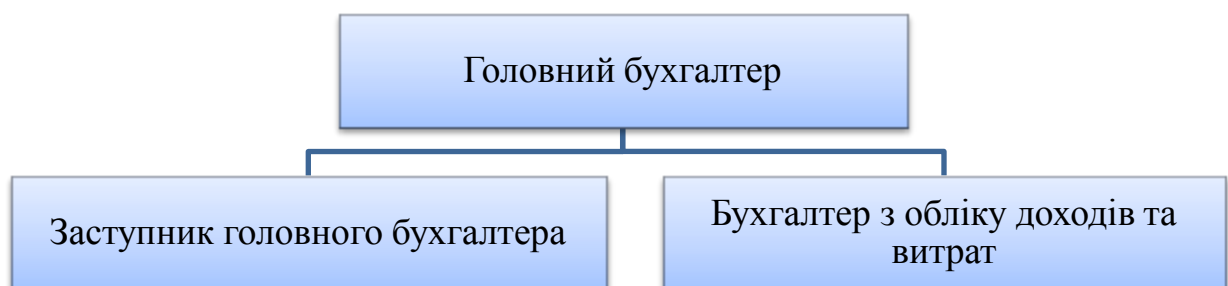 Головний бухгалтер
Заступник головного бухгалтера
Бухгалтер з обліку доходів та
витрат